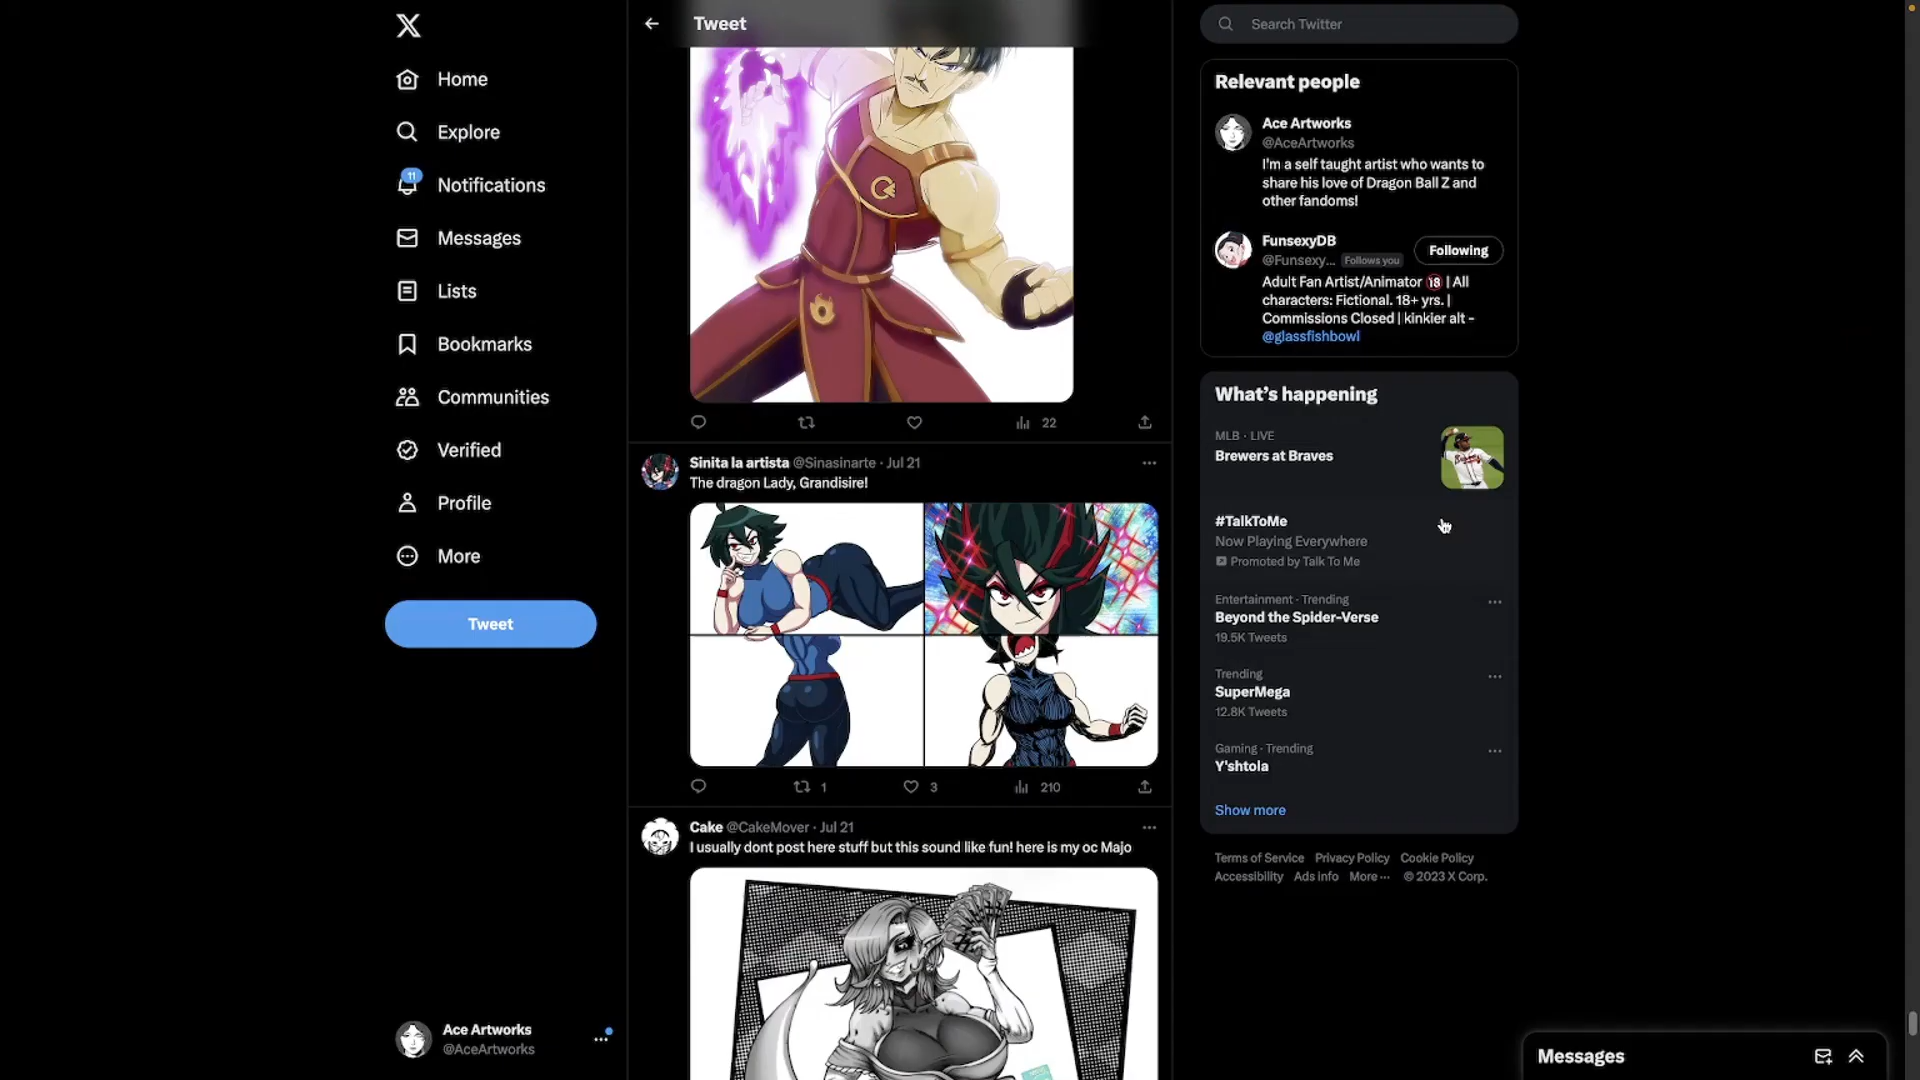 Home
Explore
11
Notifications
Messages
Lists
Bookmarks
Communities
Verified
Profile
More
Tweet
Ace Artworks
@AceArtworks
Tweet
22
Sinita la artista @Sinasinarte · Jul 21
The dragon Lady, Grandisire!
1
3
210
Cake @CakeMover · Jul 21
I usually dont post here stuff but this sound like fun! here is my oc Majo
Search Twitter
Relevant people
Ace Artworks
@AceArtworks
I'm a self taught artist who wants to
share his love of Dragon Ball Z and
other fandoms!
FunsexyDB
@Funsexy... Follows you
Following
Adult Fan Artist/Animator 🔞 | All
characters: Fictional. 18+ yrs. |
Commissions Closed | kinkier alt -
@glassfishbowl
What's happening
MLB · LIVE
Brewers at Braves
#TalkToMe
Now Playing Everywhere
Promoted by Talk To Me
Entertainment · Trending
Beyond the Spider-Verse
19.5K Tweets
Trending
SuperMega
12.8K Tweets
Gaming · Trending
Y'shtola
Show more
Terms of Service Privacy Policy Cookie Policy
Accessibility Ads info More ··· © 2023 X Corp.
Messages